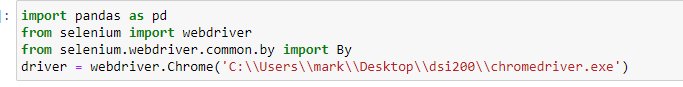 ]:
import pandas as pd
from selenium import webdriver
from selenium.webdriver.common.by import By
driver = webdriver.Chrome('C:\\Users\\mark\\Desktop\\dsi200\\chromedriver.exe')